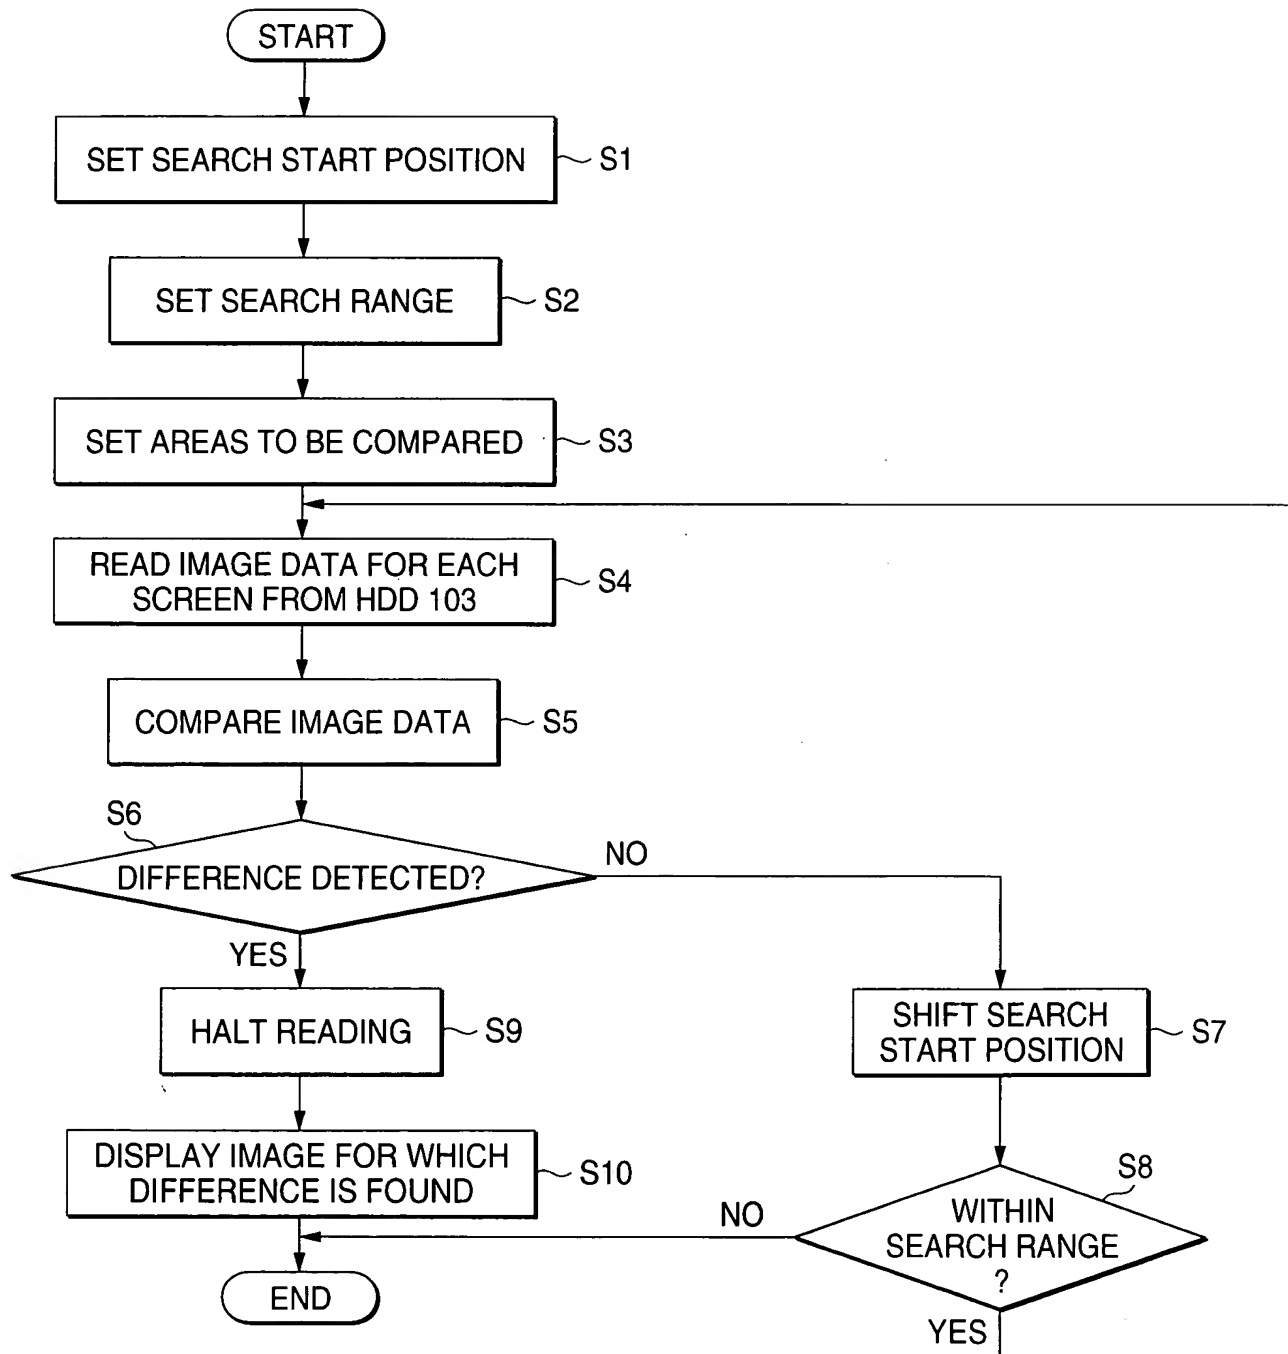 START
SET SEARCH START POSITION
S1
SET SEARCH RANGE
S2
SET AREAS TO BE COMPARED
S3
READ IMAGE DATA FOR EACH
SCREEN FROM HDD 103
S4
COMPARE IMAGE DATA
S5
S6
DIFFERENCE DETECTED?
NO
YES
HALT READING
S9
SHIFT SEARCH
START POSITION
S7
DISPLAY IMAGE FOR WHICH
DIFFERENCE IS FOUND
S10
S8
WITHIN
SEARCH RANGE
?
NO
YES
END